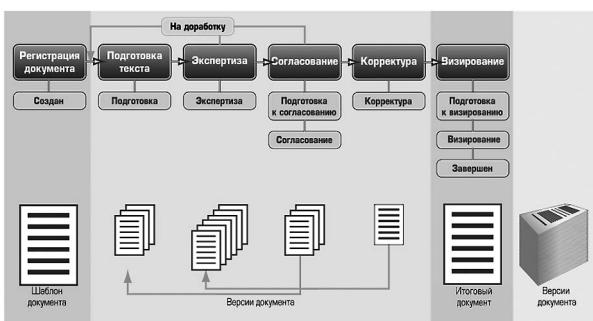 На доработку
Регистрация
документа
Подготовка
текста
Экспертиза
Согласование
Корректура
Визирование
Создан
Подготовка
Экспертиза
Подготовка
к согласованию
Согласование
Корректура
Подготовка
к визированию
Визирование
Завершен
Шаблон
документа
Версии документа
Итоговый
документ
Версии
документа